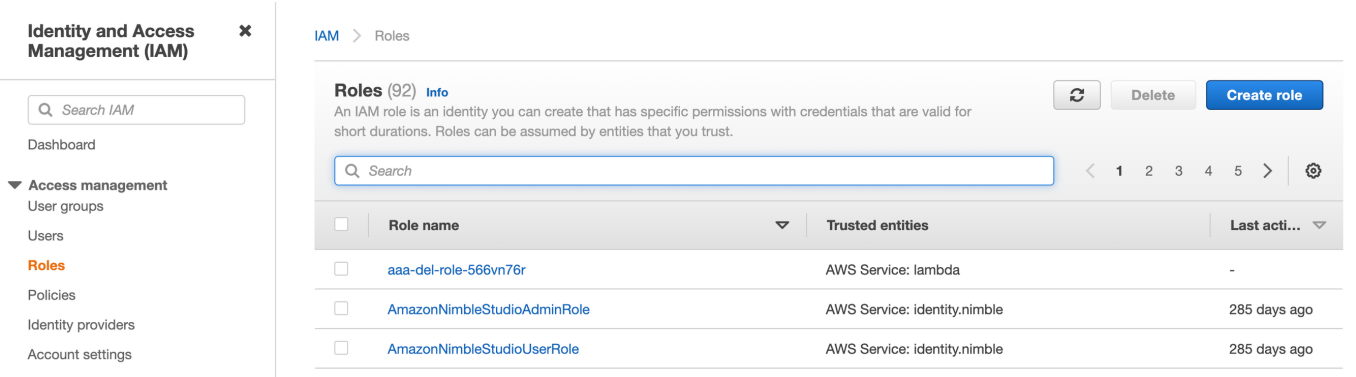 Identity and Access
Management (IAM)
Search IAM
Dashboard
Access management
User groups
Users
Roles
Policies
Identity providers
Account settings
IAM > Roles
Roles (92) Info
An IAM role is an identity you can create that has specific permissions with credentials that are valid for
short durations. Roles can be assumed by entities that you trust.
Delete
Create role
Search
1 2 3 4 5
Role name Trusted entities Last acti...
aaa-del-role-566vn76r AWS Service: lambda -
AmazonNimbleStudioAdminRole AWS Service: identity.nimble 285 days ago
AmazonNimbleStudioUserRole AWS Service: identity.nimble 285 days ago